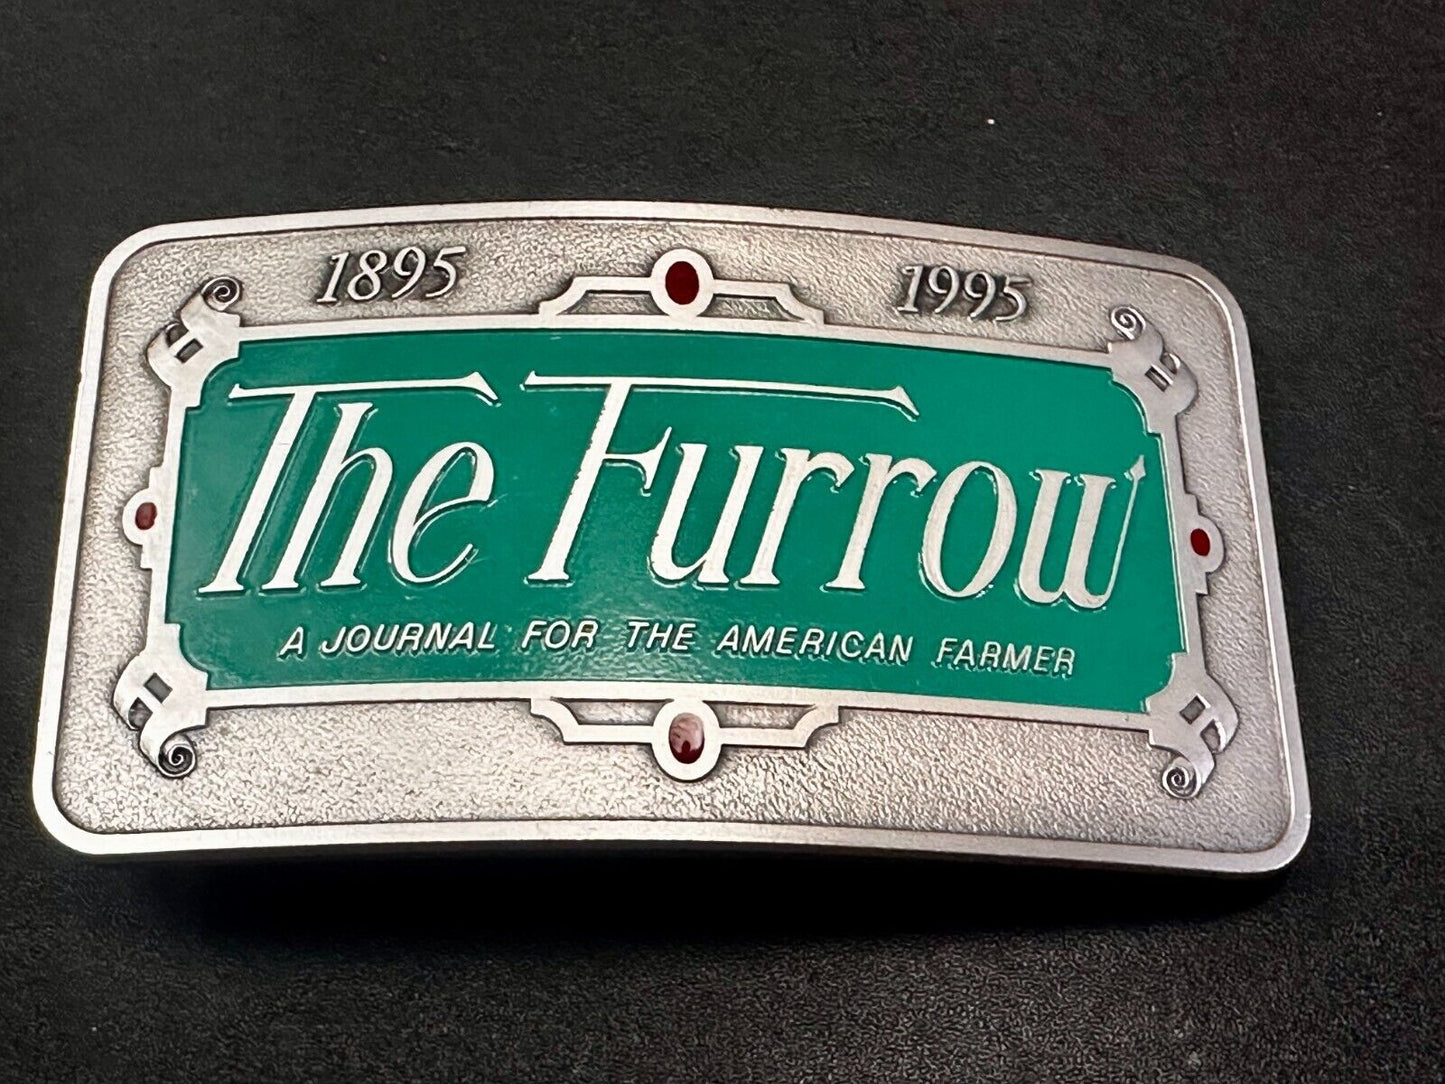 1895 1995
The Furrow
A JOURNAL FOR THE AMERICAN FARMER